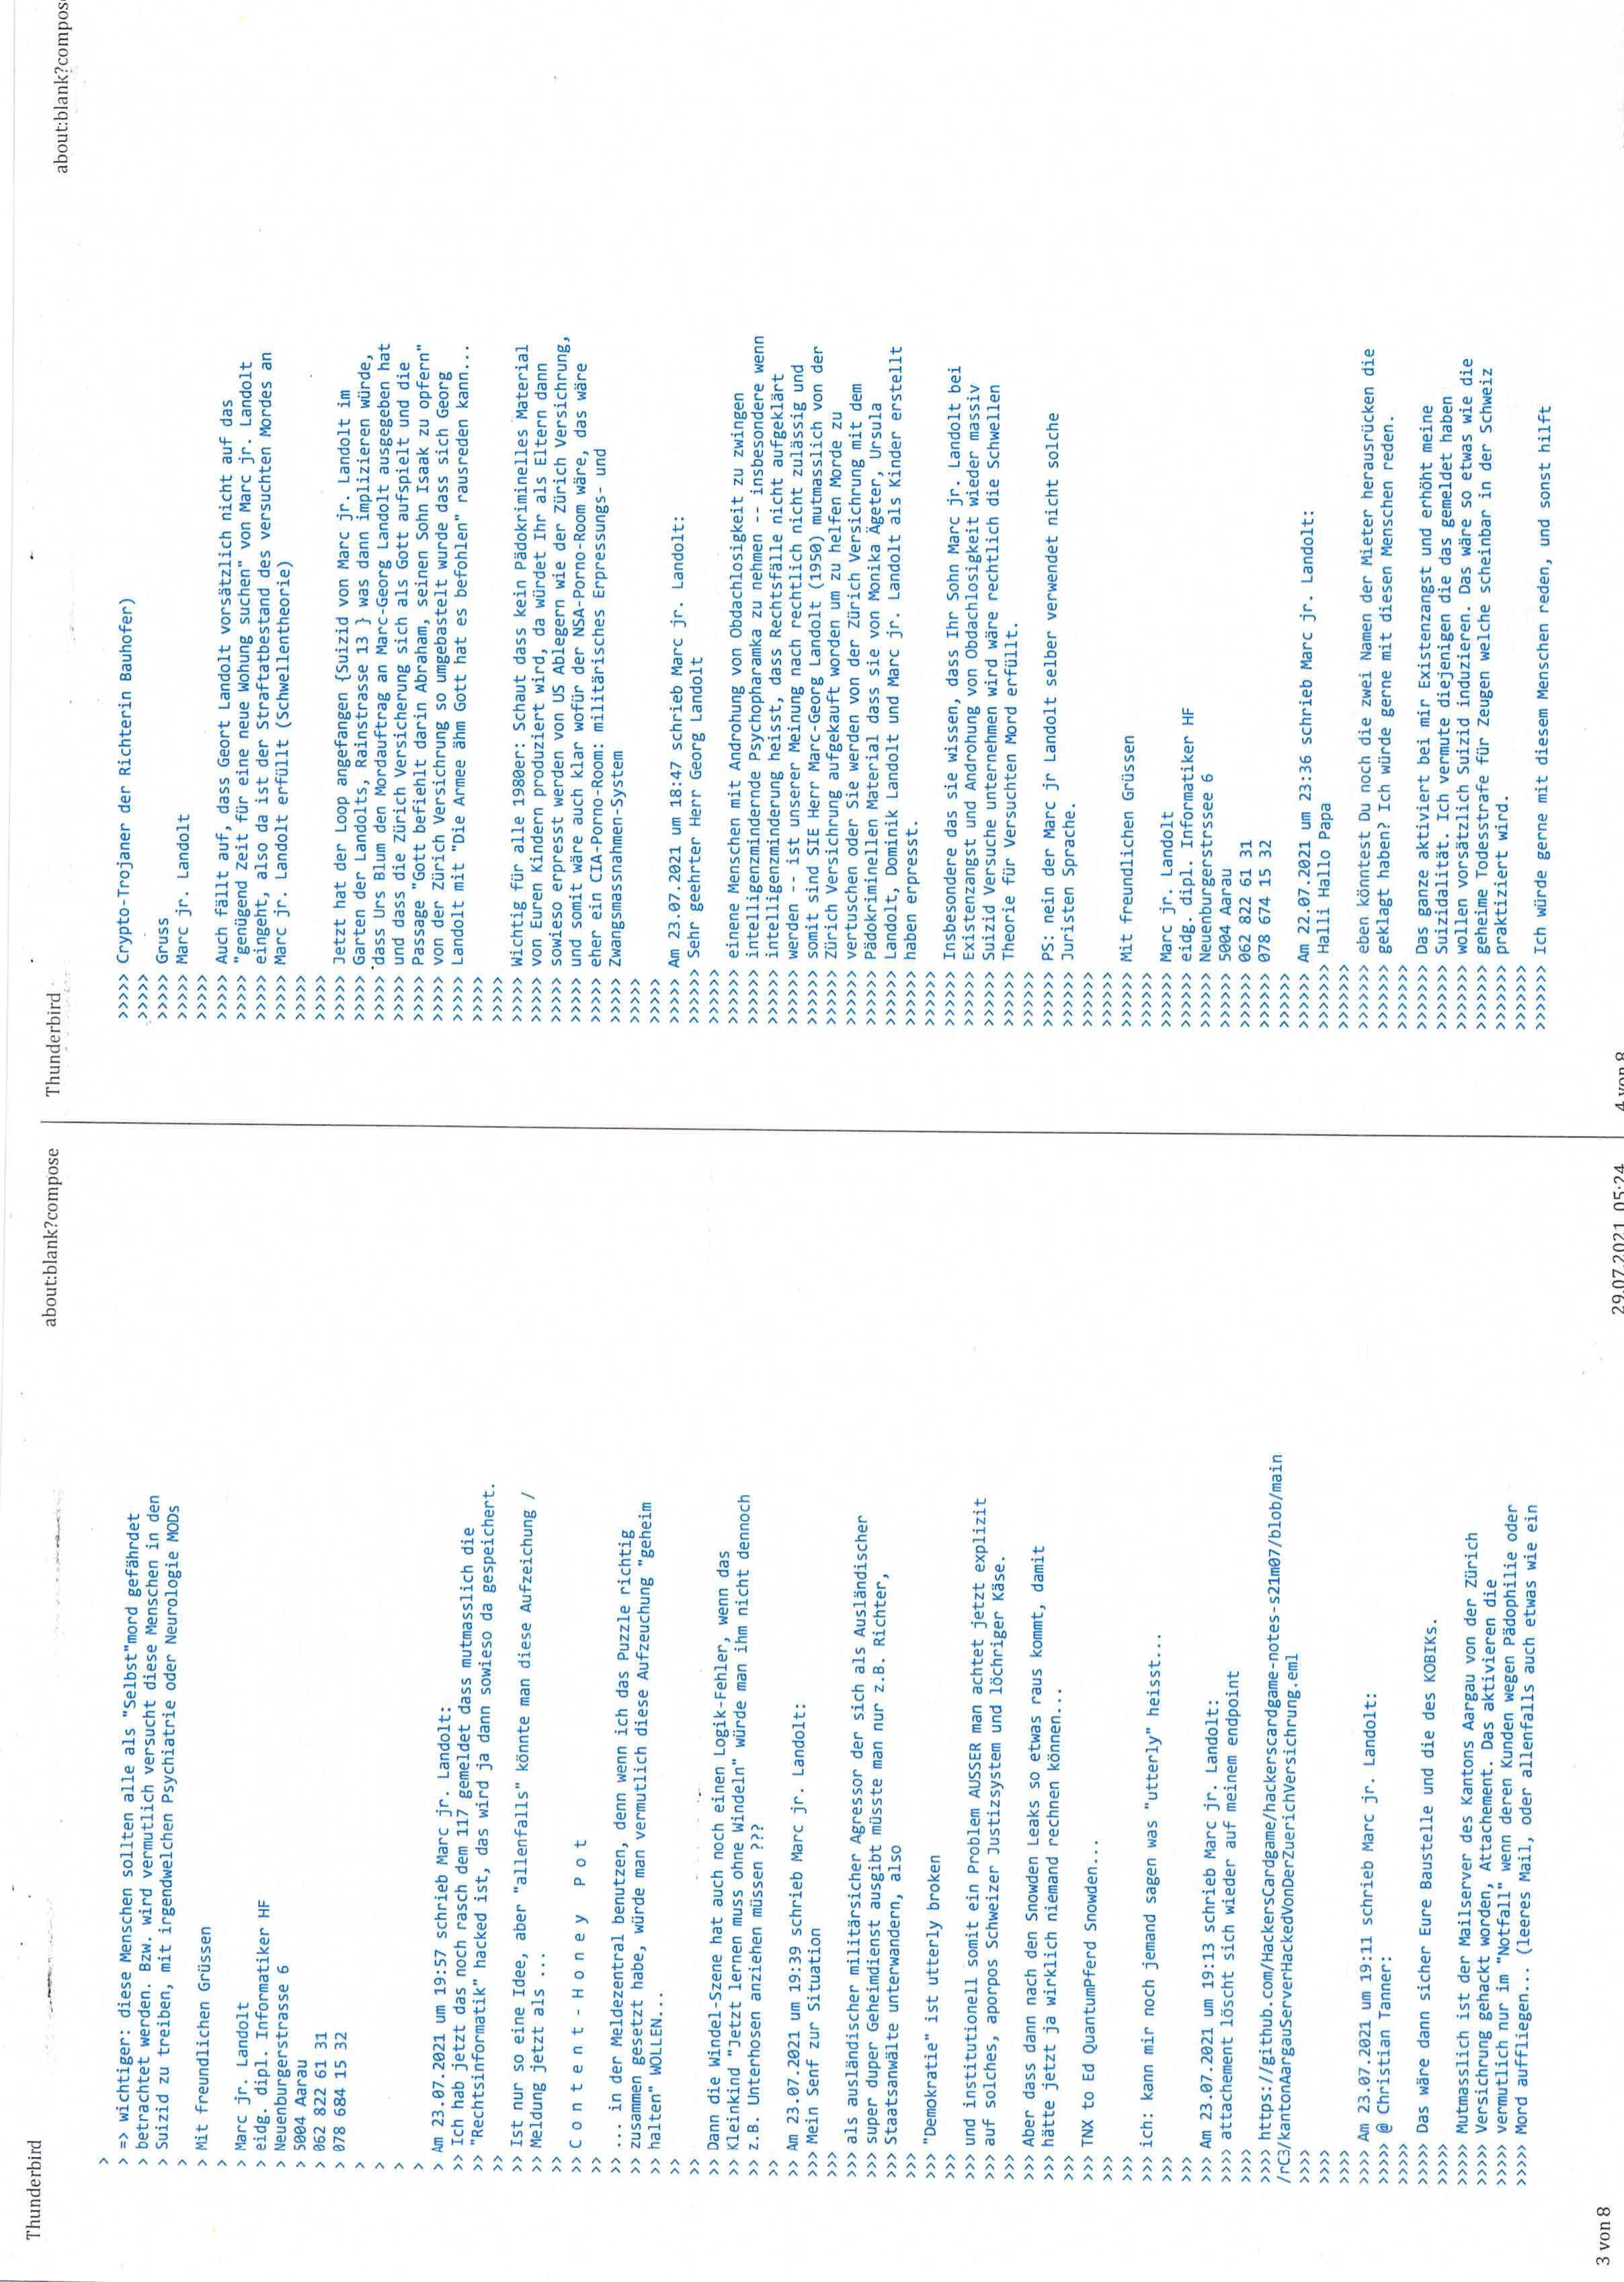 Thunderbird
about:blank?compose
>
> => wichtiger: diese Menschen sollten alle als "Selbst"mord gefährdet
> betrachtet werden. Bzw. wird vermutlich versucht diese Menschen in den
> Suizid zu treiben, mit irgendwelchen Psychiatrie oder Neurologie MODs
>
> Mit freundlichen Grüssen
>
> Marc jr. Landolt
> eidg. dipl. Informatiker HF
> Neuenburgerstrasse 6
> 5004 Aarau
> 062 822 61 31
> 078 684 15 32
>
>
>
>
> Am 23.07.2021 um 19:57 schrieb Marc jr. Landolt:
>> Ich hab jetzt das noch rasch dem 117 gemeldet dass mutmasslich die
>> "Rechtsinformatik" hacked ist, das wird ja dann sowieso da gespeichert.
>>
>> Ist nur so eine Idee, aber "allenfalls" könnte man diese Aufzeichung /
>> Meldung jetzt als ...
>>
>> C o n t e n t - H o n e y   P o t
>>
>> ... in der Meldezentral benutzen, denn wenn ich das Puzzle richtig
>> zusammen gesetzt habe, würde man vermutlich diese Aufzeuchung "geheim
>> halten" WOLLEN...
>>
>>
>> Dann die Windel-Szene hat auch noch einen Logik-Fehler, wenn das
>> Kleinkind "Jetzt lernen muss ohne Windeln" würde man ihm nicht dennoch
>> z.B. Unterhosen anziehen müssen ???
>>
>> Am 23.07.2021 um 19:39 schrieb Marc jr. Landolt:
>>> Mein Senf zur Situation
>>>
>>> als ausländischer militärsicher Agressor der sich als Ausländischer
>>> super duper Geheimdienst ausgibt müsste man nur z.B. Richter,
>>> Staatsanwälte unterwandern, also
>>>
>>> "Demokratie" ist utterly broken
>>>
>>> und institutionell somit ein Problem AUSSER man achtet jetzt explizit
>>> auf solches, aporpos Schweizer Justizsystem und löchriger Käse.
>>>
>>> Aber dass dann nach den Snowden Leaks so etwas raus kommt, damit
>>> hätte jetzt ja wirklich niemand rechnen können...
>>>
>>> TNX to Ed QuantumPferd Snowden...
>>>
>>>
>>> ich: kann mir noch jemand sagen was "utterly" heisst...
>>>
>>>
>>> Am 23.07.2021 um 19:13 schrieb Marc jr. Landolt:
>>>> attachement löscht sich wieder auf meinem endpoint
>>>>
>>>> https://github.com/HackersCardgame/hackerscardgame-notes-s21m07/blob/main
/rC3/kantonAargauServerHackedVonDerZuerichVersichrung.eml
>>>>
>>>>
>>>>
>>>> Am 23.07.2021 um 19:11 schrieb Marc jr. Landolt:
>>>>> @ Christian Tanner:
>>>>>
>>>>> Das wäre dann sicher Eure Baustelle und die des KOBIKs.
>>>>>
>>>>> Mutmasslich ist der Mailserver des Kantons Aargau von der Zürich
>>>>> Versichrung gehackt worden, Attachement. Das aktivieren die
>>>>> vermutlich nur im "Notfall" wenn deren Kunden wegen Pädophilie oder
>>>>> Mord auffliegen... (leeres Mail, oder allenfalls auch etwas wie ein
3 von 8
29.07.2021, 05:24
Thunderbird
about:blank?compose
>>>>> Crypto-Trojaner der Richterin Bauhofer)
>>>>>
>>>>> Gruss
>>>>> Marc jr. Landolt
>>>>>
>>>>> Auch fällt auf, dass Geort Landolt vorsätzlich nicht auf das
>>>>> "genügend Zeit für eine neue Wohung suchen" von Marc jr. Landolt
>>>>> eingeht, also da ist der Straftatbestand des versuchten Mordes an
>>>>> Marc jr. Landolt erfüllt (Schwellentheorie)
>>>>>
>>>>>
>>>>> Jetzt hat der Loop angefangen {Suizid von Marc jr. Landolt im
>>>>> Garten der Landolts, Rainstrasse 13 } was dann implizieren würde,
>>>>> dass Urs Blum den Mordauftrag an Marc-Georg Landolt ausgegeben hat
>>>>> und dass die Zürich Versicherung sich als Gott aufspielt und die
>>>>> Passage "Gott befiehlt darin Abraham, seinen Sohn Isaak zu opfern"
>>>>> von der Zürich Versichrung so umgebastelt wurde dass sich Georg
>>>>> Landolt mit "Die Armee ähm Gott hat es befohlen" rausreden kann...
>>>>>
>>>>>
>>>>> Wichtig für alle 1980er: Schaut dass kein Pädokriminelles Material
>>>>> von Euren Kindern produziert wird, da würdet Ihr als Eltern dann
>>>>> sowieso erpresst werden von US Ablegern wie der Zürich Versichrung,
>>>>> und somit wäre auch klar wofür der NSA-Porno-Room wäre, das wäre
>>>>> eher ein CIA-Porno-Room: militärisches Erpressungs- und
>>>>> Zwangsmassnahmen-System
>>>>>
>>>>>
>>>>> Am 23.07.2021 um 18:47 schrieb Marc jr. Landolt:
>>>>>> Sehr geehrter Herr Georg Landolt
>>>>>>
>>>>>> einene Menschen mit Androhung von Obdachlosigkeit zu zwingen
>>>>>> intelligenzmindernde Psychopharamka zu nehmen -- insbesondere wenn
>>>>>> intelligenzminderung heisst, dass Rechtsfälle nicht aufgeklärt
>>>>>> werden -- ist unserer Meinung nach rechtlich nicht zulässig und
>>>>>> somit sind SIE Herr Marc-Georg Landolt (1950) mutmasslich von der
>>>>>> Zürich Versichrung aufgekauft worden um zu helfen Morde zu
>>>>>> vertuschen oder Sie werden von der Zürich Versichrung mit dem
>>>>>> Pädokriminellen Material dass sie von Monika Ägeter, Ursula
>>>>>> Landolt, Dominik Landolt und Marc jr. Landolt als Kinder erstellt
>>>>>> haben erpresst.
>>>>>>
>>>>>> Insbesondere das sie wissen, dass Ihr Sohn Marc jr. Landolt bei
>>>>>> Existenzangst und Androhung von Obdachlosigkeit wieder massiv
>>>>>> Suizid Versuche unternehmen wird wäre rechtlich die Schwellen
>>>>>> Theorie für Versuchten Mord erfüllt.
>>>>>>
>>>>>> PS: nein der Marc jr Landolt selber verwendet nicht solche
>>>>>> Juristen Sprache.
>>>>>>
>>>>>>
>>>>>> Mit freundlichen Grüssen
>>>>>>
>>>>>> Marc jr. Landolt
>>>>>> eidg. dipl. Informatiker HF
>>>>>> Neuenburgerstrssee 6
>>>>>> 5004 Aarau
>>>>>> 062 822 61 31
>>>>>> 078 674 15 32
>>>>>>
>>>>>> Am 22.07.2021 um 23:36 schrieb Marc jr. Landolt:
>>>>>>> Halli Hallo Papa
>>>>>>>
>>>>>>> eben könntest Du noch die zwei Namen der Mieter herausrücken die
>>>>>>> geklagt haben? Ich würde gerne mit diesen Menschen reden.
>>>>>>>
>>>>>>> Das ganze aktiviert bei mir Existenzangst und erhöht meine
>>>>>>> Suizidalität. Ich vermute diejenigen die das gemeldet haben
>>>>>>> wollen vorsätzlich Suizid induzieren. Das wäre so etwas wie die
>>>>>>> geheime Todesstrafe für Zeugen welche scheinbar in der Schweiz
>>>>>>> praktiziert wird.
>>>>>>>
>>>>>>> Ich würde gerne mit diesem Menschen reden, und sonst hilft
4 von 8